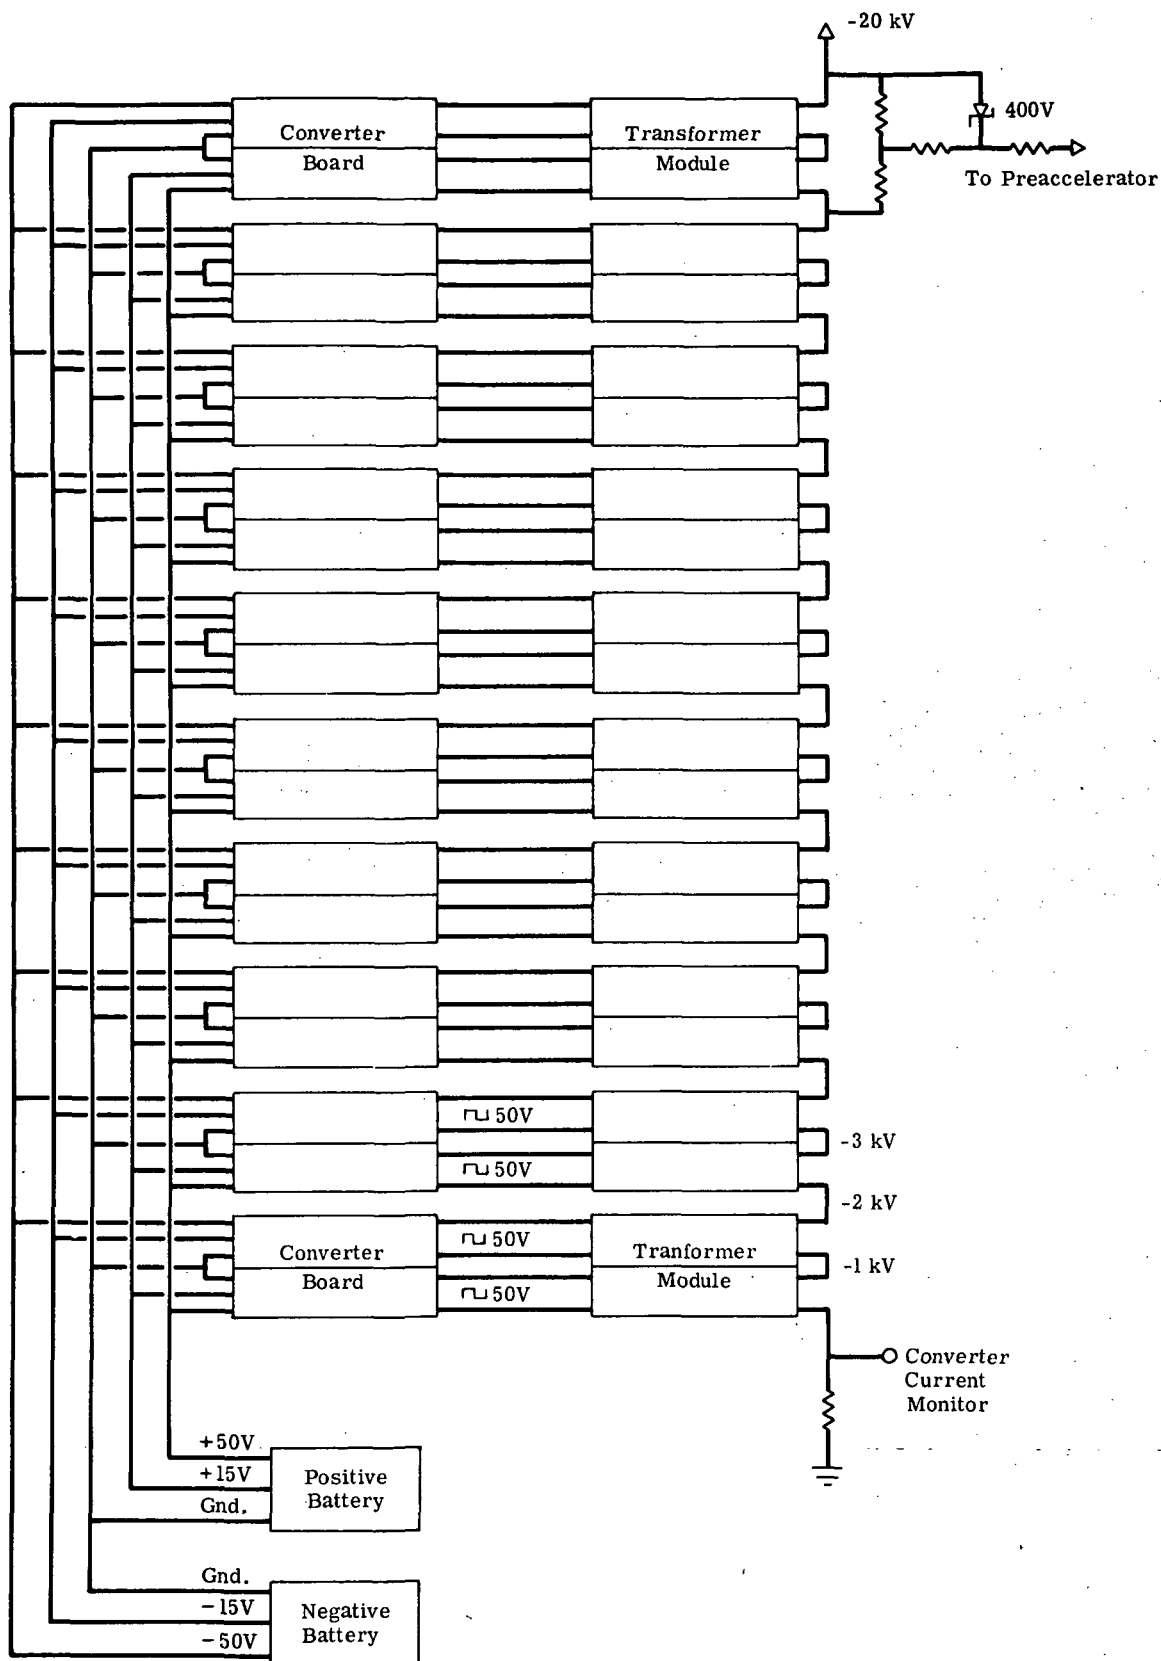 -20 kV
400V
To Preaccelerator
Converter
Board
Transformer
Module
50V
-3 kV
50V
-2 kV
50V
Converter
Board
Tranformer
Module
-1 kV
50V
Converter
Current
Monitor
+50V
+15V
Gnd.
Positive
Battery
Gnd.
-15V
-50V
Negative
Battery